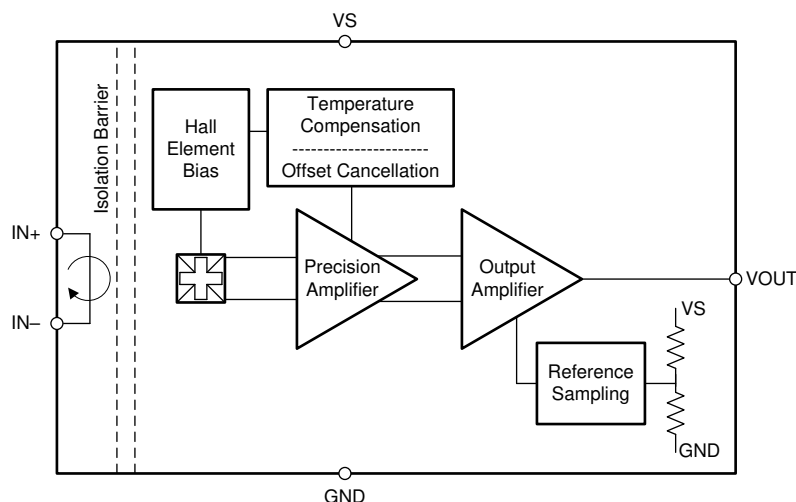 VS
Isolation Barrier
Hall
Element
Bias
Temperature
Compensation
Offset Cancellation
IN+
IN–
Precision
Amplifier
Output
Amplifier
VOUT
VS
Reference
Sampling
GND
GND